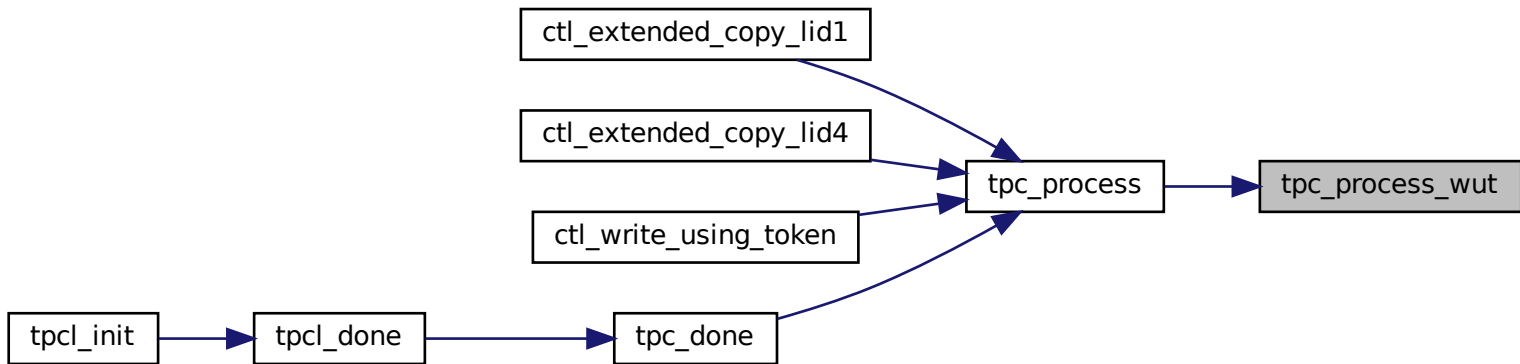 ctl_extended_copy_lid1
ctl_extended_copy_lid4
tpc_process
tpc_process_wut
ctl_write_using_token
tpcl_init
tpcl_done
tpc_done